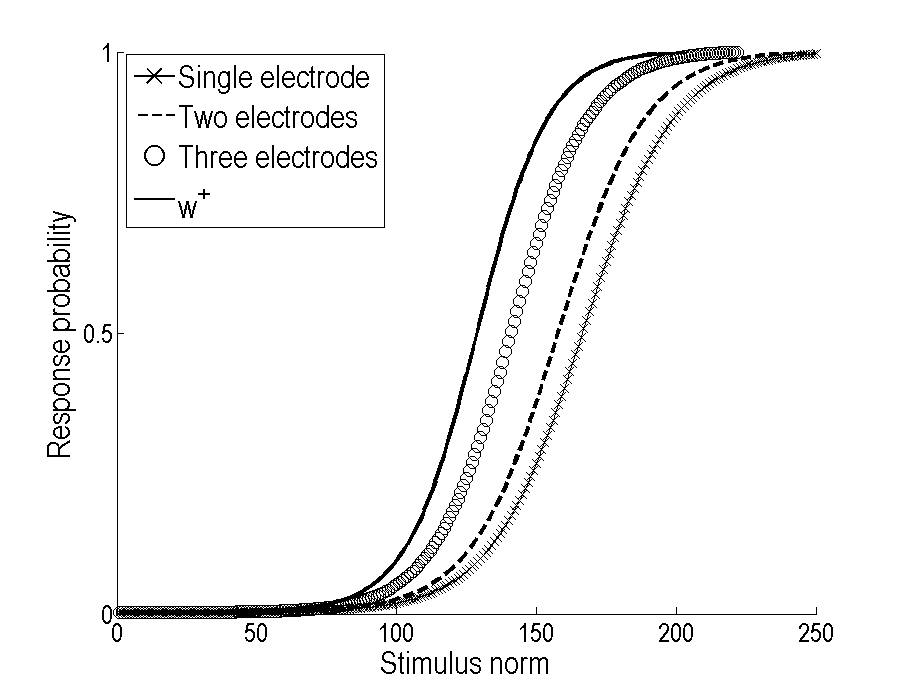 1
Single electrode
Two electrodes
Three electrodes
w+
Response probability
0.5
0
0 50 100 150 200 250
Stimulus norm